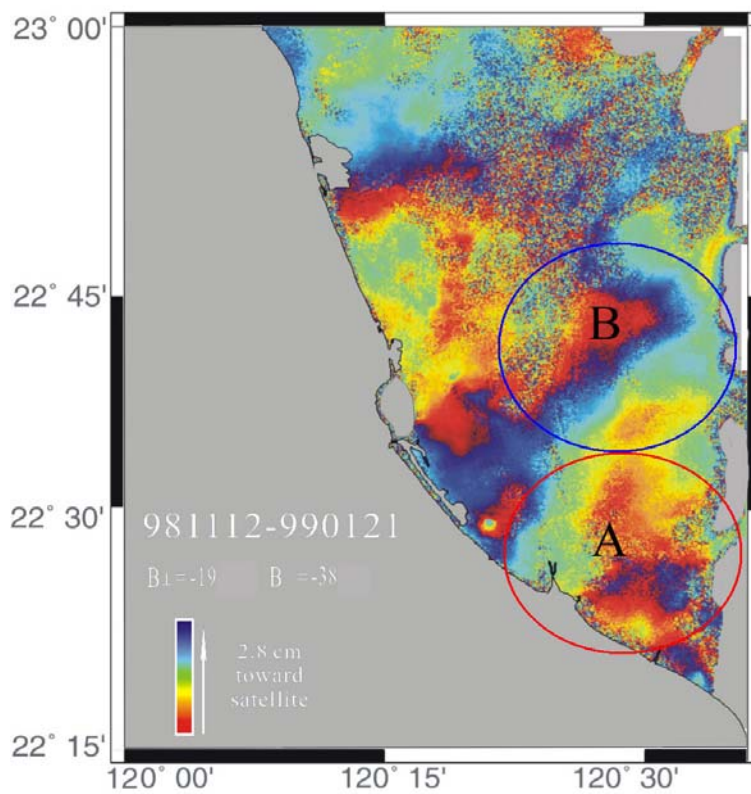 23° 00'
B
22° 45'
A
22° 30'
981112-990121
B⊥=-19 B =-38
2.8 cm
toward
satellite
22° 15'
120° 00' 120° 15' 120° 30'